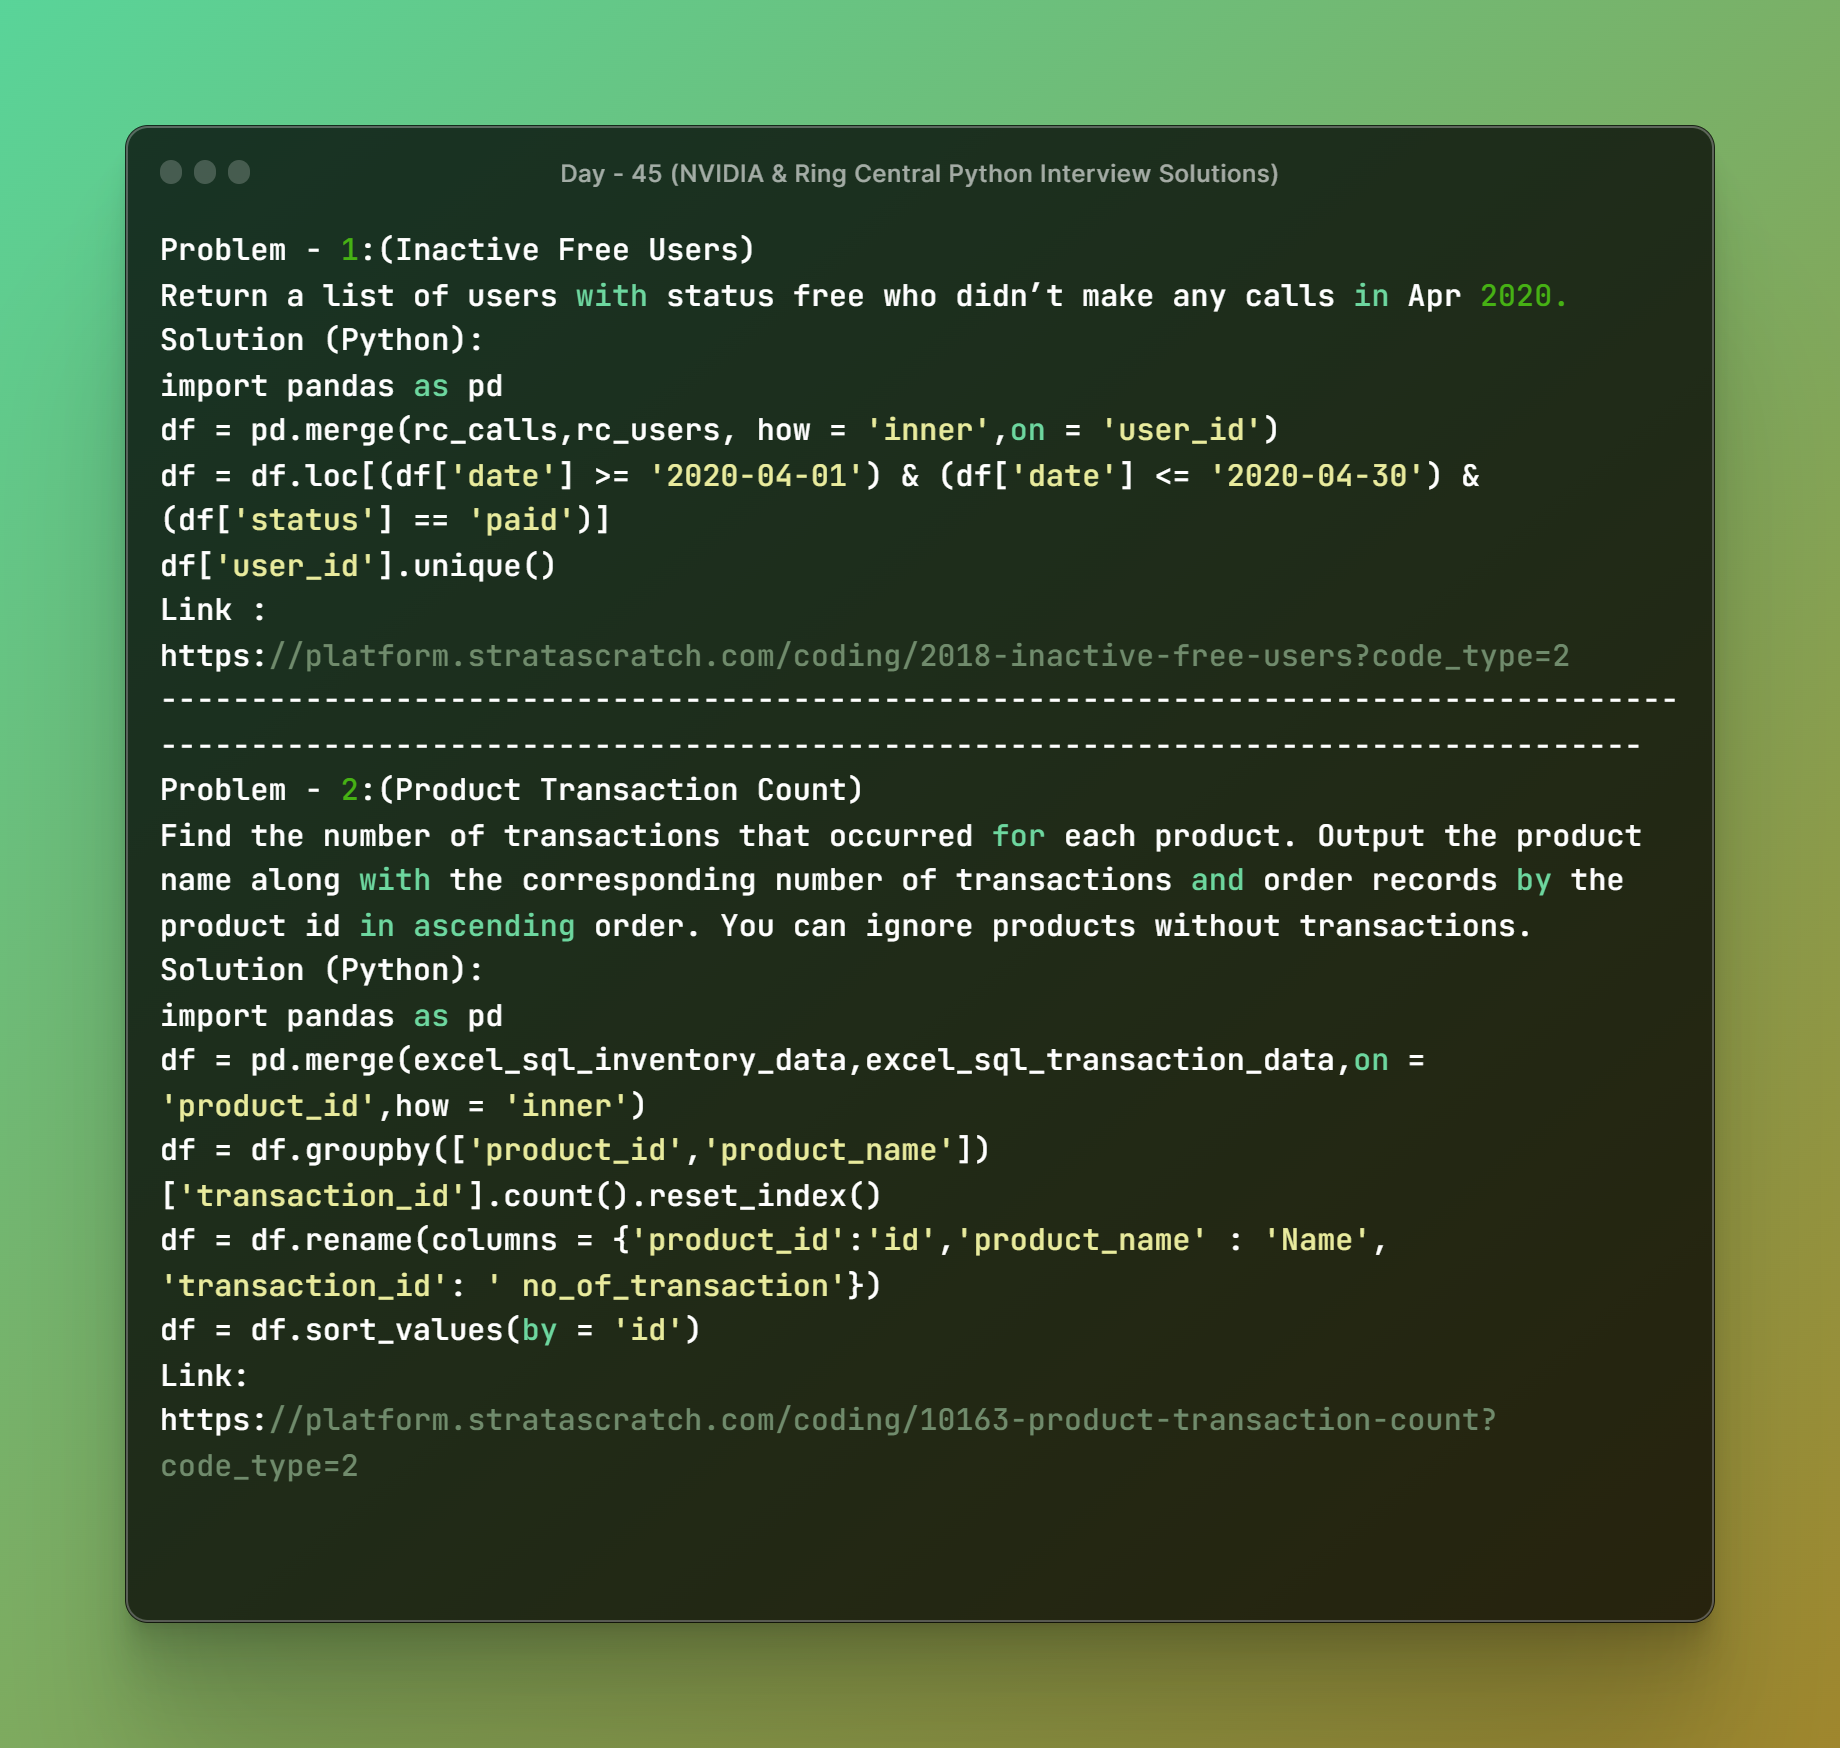 Day - 45 (NVIDIA & Ring Central Python Interview Solutions)
Problem - 1:(Inactive Free Users)
Return a list of users with status free who didn’t make any calls in Apr 2020.
Solution (Python):
import pandas as pd
df = pd.merge(rc_calls,rc_users, how = 'inner',on = 'user_id')
df = df.loc[(df['date'] >= '2020-04-01') & (df['date'] <= '2020-04-30') &
(df['status'] == 'paid')]
df['user_id'].unique()
Link :
https://platform.stratascratch.com/coding/2018-inactive-free-users?code_type=2
------------------------------------------------------------------------------------
----------------------------------------------------------------------------------
Problem - 2:(Product Transaction Count)
Find the number of transactions that occurred for each product. Output the product
name along with the corresponding number of transactions and order records by the
product id in ascending order. You can ignore products without transactions.
Solution (Python):
import pandas as pd
df = pd.merge(excel_sql_inventory_data,excel_sql_transaction_data,on =
'product_id',how = 'inner')
df = df.groupby(['product_id','product_name'])
['transaction_id'].count().reset_index()
df = df.rename(columns = {'product_id':'id','product_name' : 'Name',
'transaction_id': ' no_of_transaction'})
df = df.sort_values(by = 'id')
Link:
https://platform.stratascratch.com/coding/10163-product-transaction-count?
code_type=2